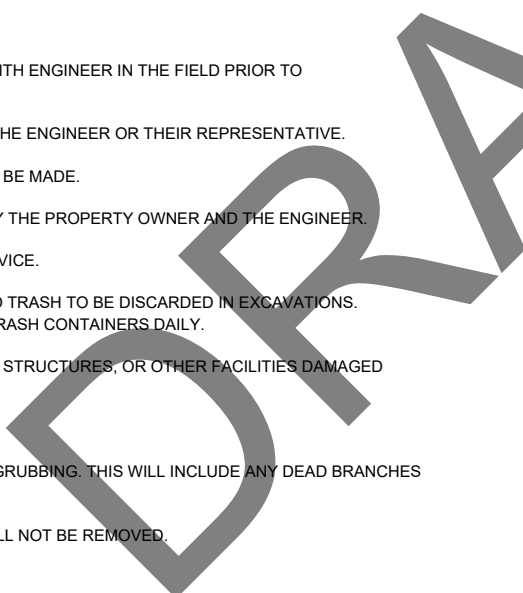 ITH ENGINEER IN THE FIELD PRIOR TO
HE ENGINEER OR THEIR REPRESENTATIVE.
BE MADE.
Y THE PROPERTY OWNER AND THE ENGINEER.
VICE.
O TRASH TO BE DISCARDED IN EXCAVATIONS.
RASH CONTAINERS DAILY.
STRUCTURES, OR OTHER FACILITIES DAMAGED
GRUBBING. THIS WILL INCLUDE ANY DEAD BRANCHES
LL NOT BE REMOVED.
DRA